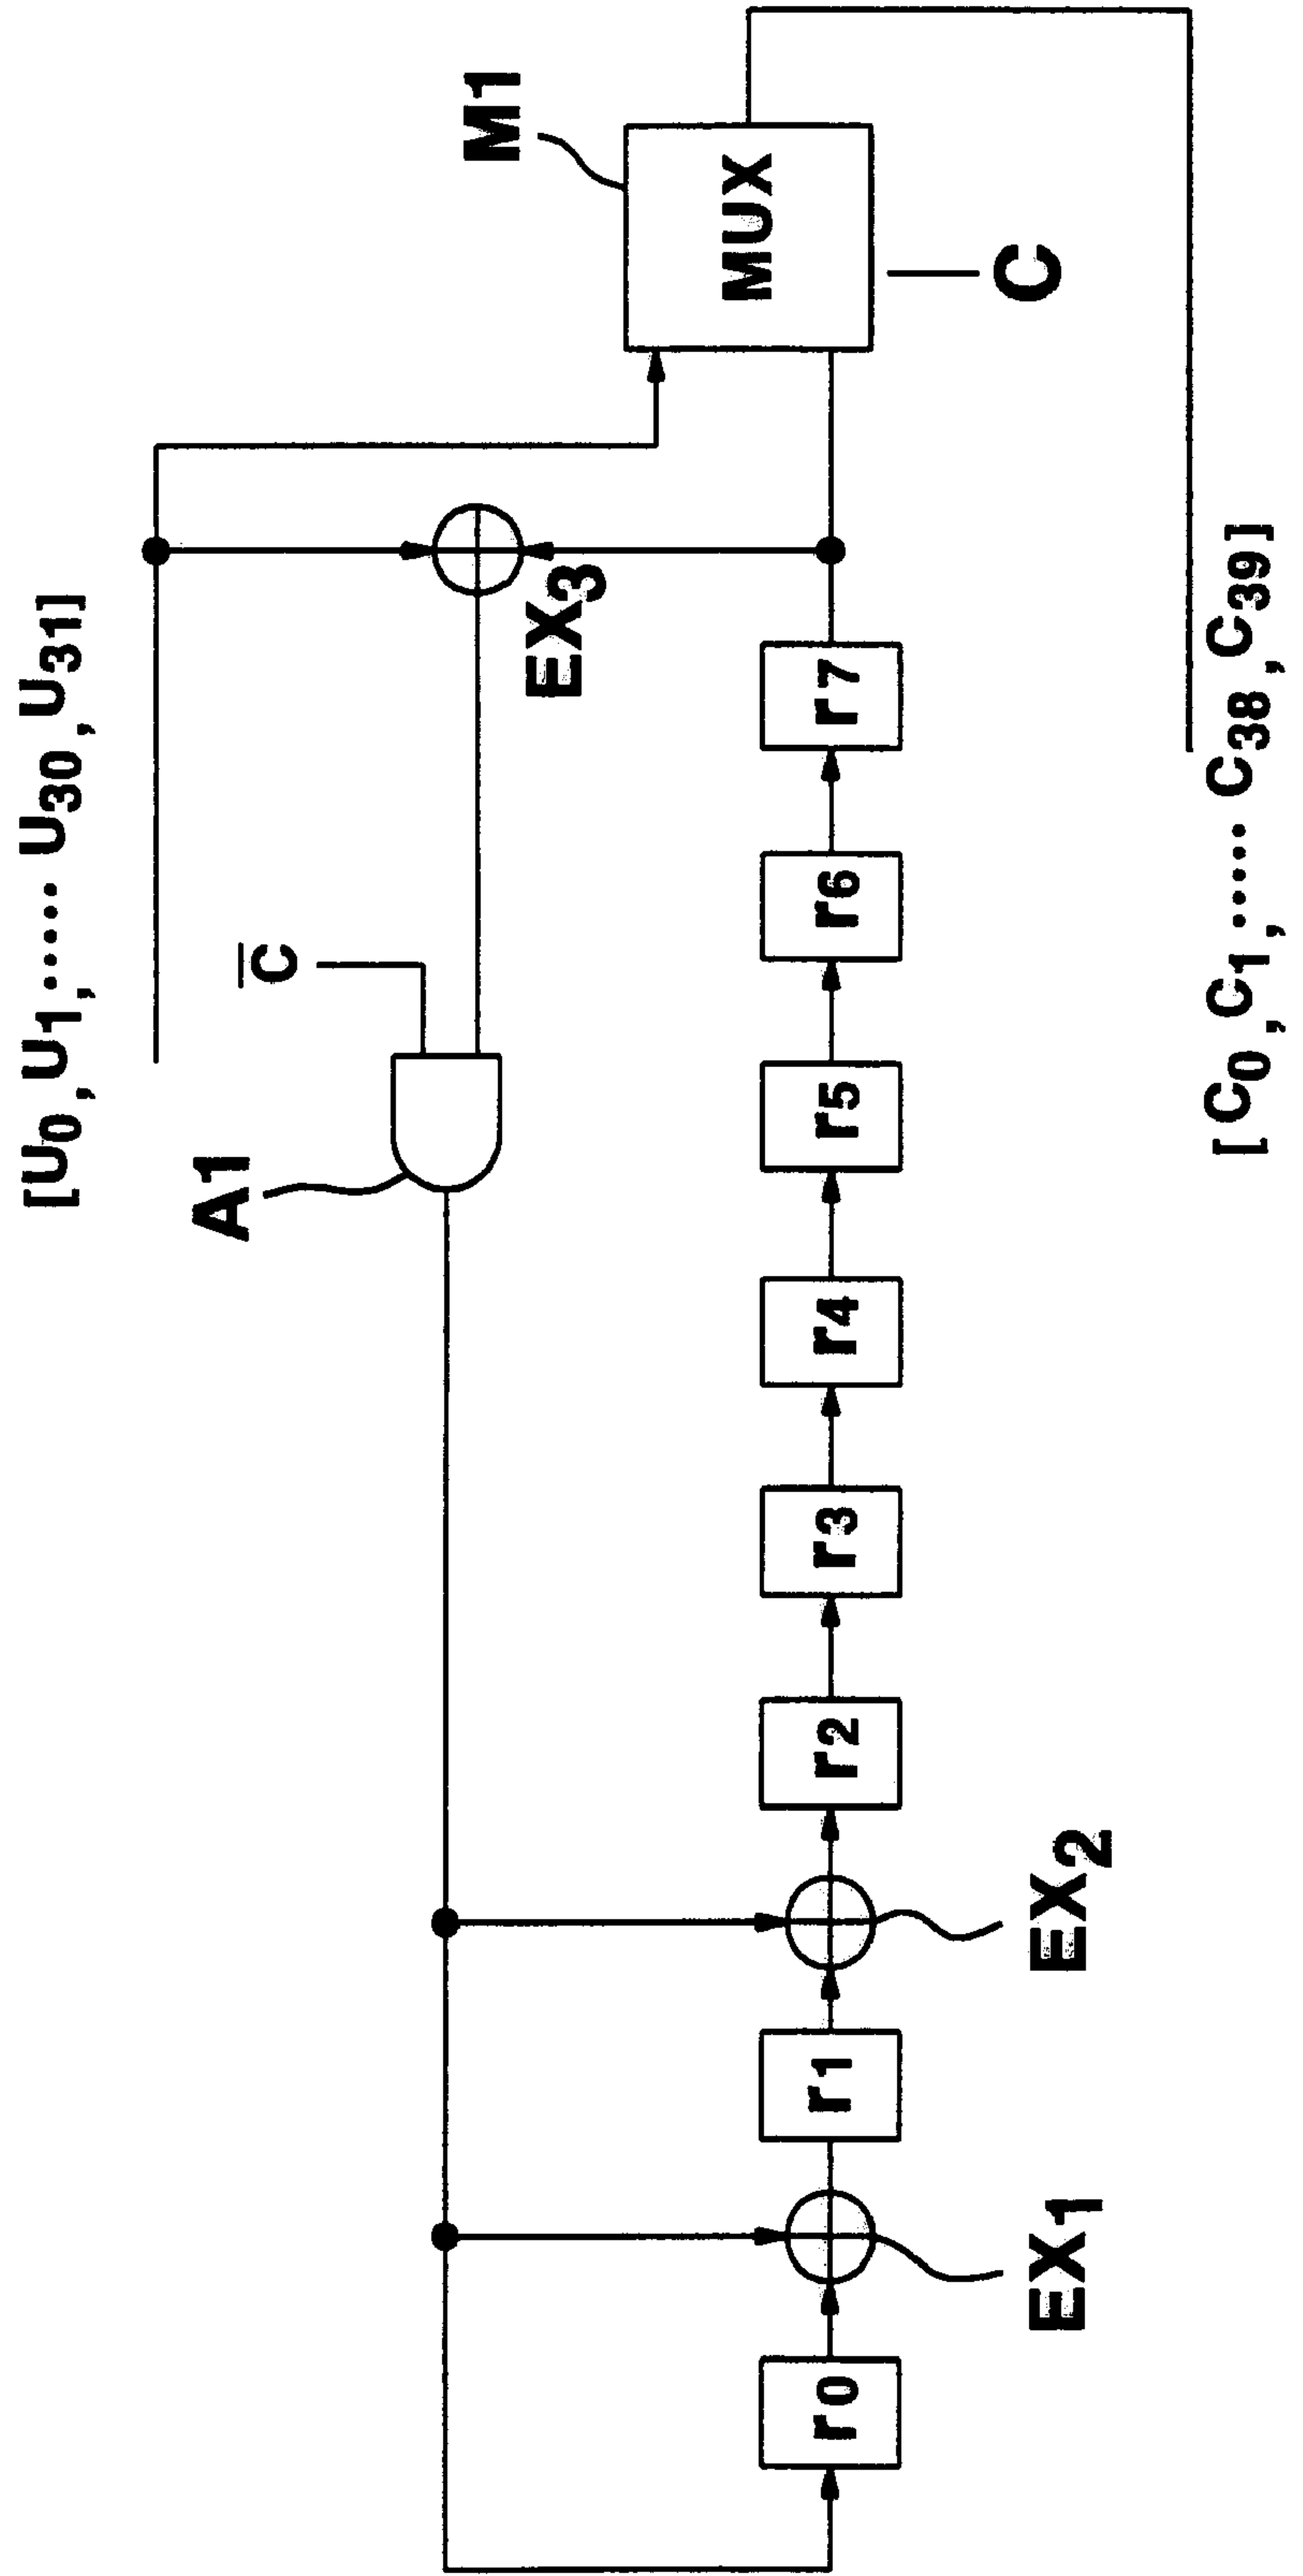 [U0,U1,..... U30,U31]
A1
C̅
EX3
M1
MUX
C
r0
r1
r2
r3
r4
r5
r6
r7
EX1
EX2
[C0,C1,..... C38,C39]